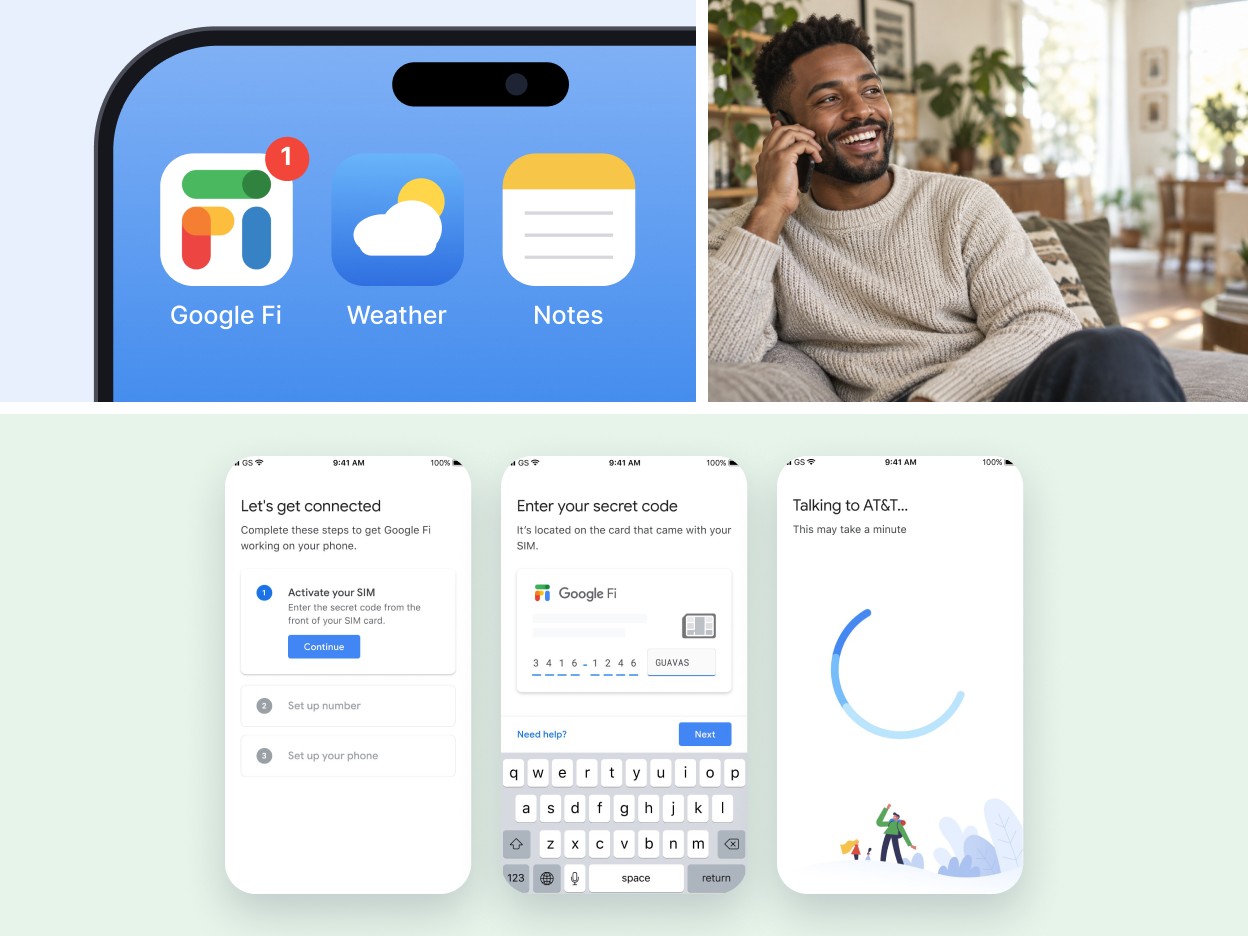 1
Google Fi
Weather
Notes
GS
9:41 AM
100%
Let's get connected
Complete these steps to get Google Fi
working on your phone.
1
Activate your SIM
Enter the secret code from the
front of your SIM card.
Continue
2
Set up number
3
Set up your phone
GS
9:41 AM
100%
Enter your secret code
It's located on the card that came with your
SIM.
Google Fi
3 4 1 6 - 1 2 4 6 GUAVAS
Need help?
Next
q w e r t y u i o p
a s d f g h j k l
z x c v b n m
123 space return
GS
9:41 AM
100%
Talking to AT&T...
This may take a minute